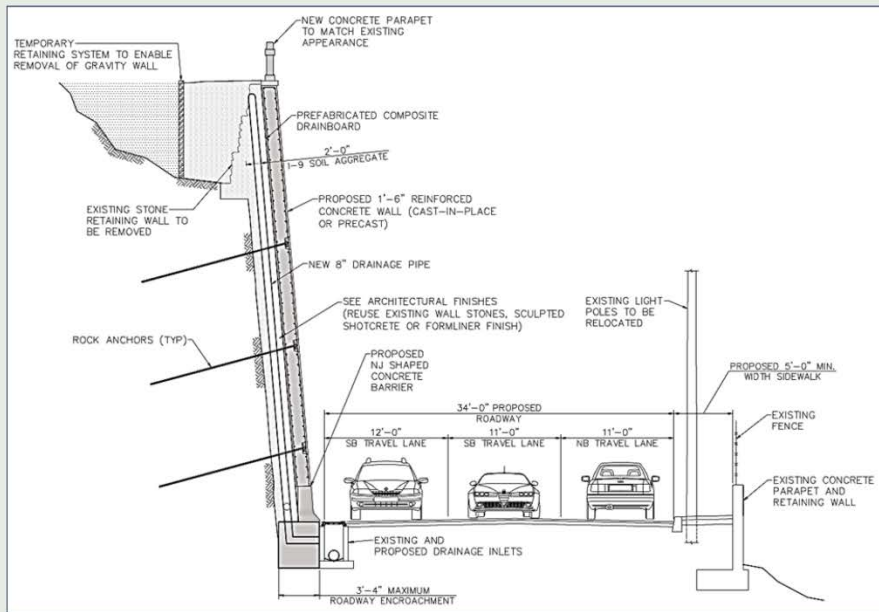 NEW CONCRETE PARAPET
TO MATCH EXISTING
APPEARANCE
TEMPORARY
RETAINING SYSTEM TO ENABLE
REMOVAL OF GRAVITY WALL
PREFABRICATED COMPOSITE
DRAINBOARD
2'-0"
I-9 SOIL AGGREGATE
EXISTING STONE
RETAINING WALL TO
BE REMOVED
PROPOSED 1'-6" REINFORCED
CONCRETE WALL (CAST-IN-PLACE
OR PRECAST)
NEW 8" DRAINAGE PIPE
SEE ARCHITECTURAL FINISHES
(REUSE EXISTING WALL STONES, SCULPTED
SHOTCRETE OR FORMLINER FINISH)
EXISTING LIGHT
POLES TO BE
RELOCATED
ROCK ANCHORS (TYP)
PROPOSED
NJ SHAPED
CONCRETE
BARRIER
PROPOSED 5'-0" MIN.
WIDTH SIDEWALK
34'-0" PROPOSED
ROADWAY
12'-0"
SB TRAVEL LANE
11'-0"
SB TRAVEL LANE
11'-0"
NB TRAVEL LANE
EXISTING
FENCE
EXISTING CONCRETE
PARAPET AND
RETAINING WALL
EXISTING AND
PROPOSED DRAINAGE INLETS
3'-4" MAXIMUM
ROADWAY ENCROACHMENT